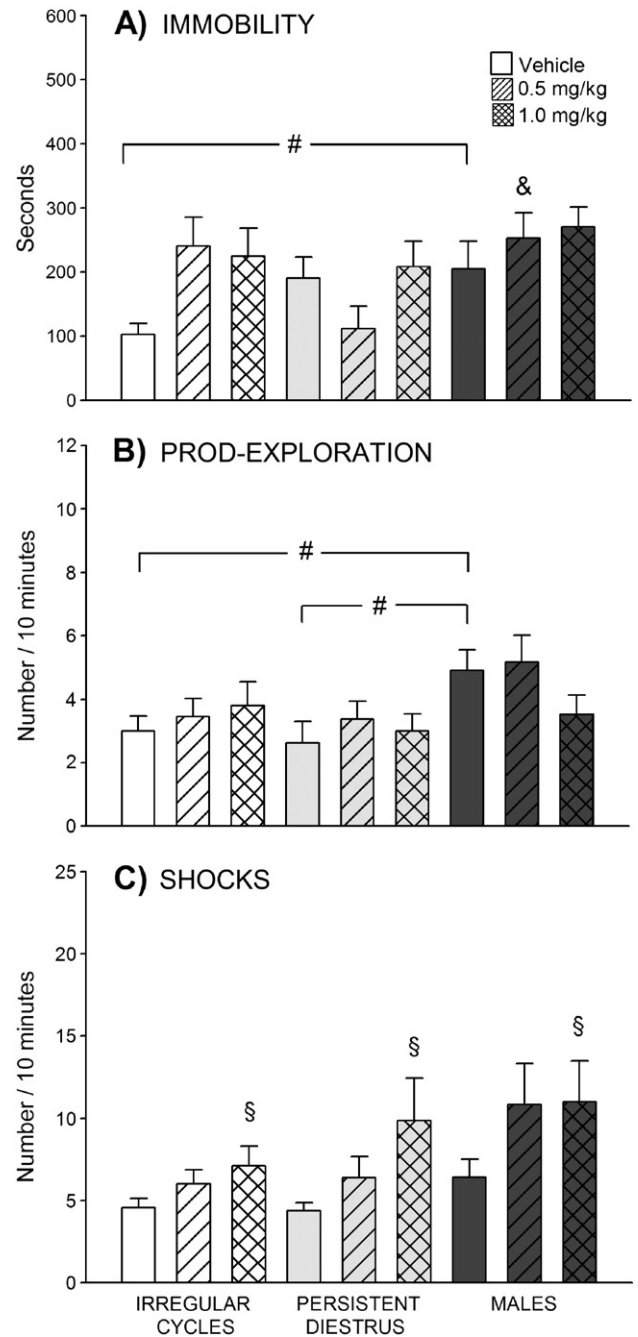 A) IMMOBILITY
600
500
400
300
200
100
0
Seconds
Vehicle
0.5 mg/kg
1.0 mg/kg
#
&
B) PROD-EXPLORATION
12
10
8
6
4
2
0
Number / 10 minutes
#
#
C) SHOCKS
25
20
15
10
5
0
Number / 10 minutes
§
§
§
IRREGULAR
CYCLES
PERSISTENT
DIESTRUS
MALES